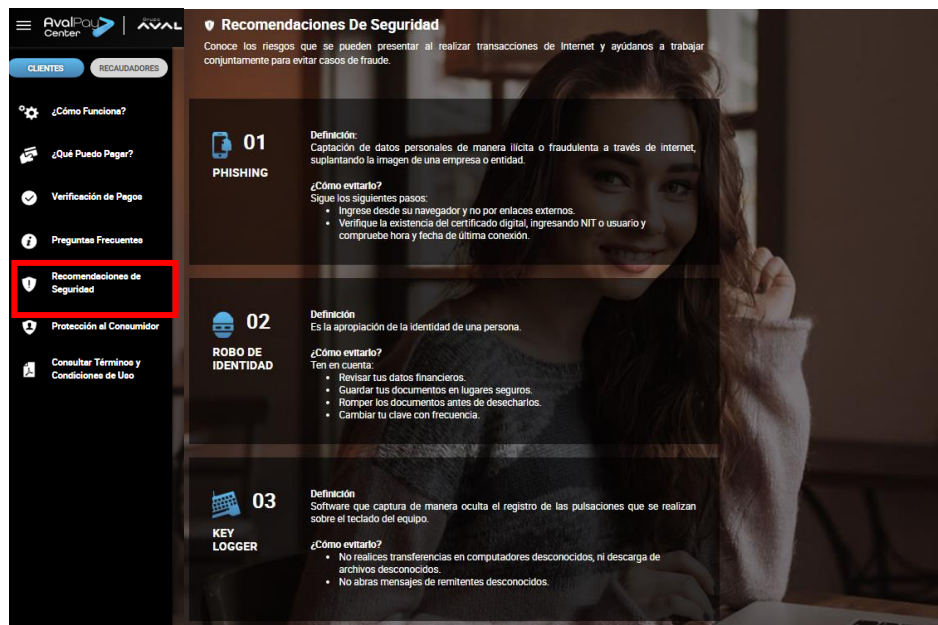 AvalPay Center
Grupo AVAL
CLIENTES
RECAUDADORES
¿Cómo Funciona?
¿Qué Puedo Pagar?
Verificación de Pagos
Preguntas Frecuentes
Recomendaciones de
Seguridad
Protección al Consumidor
Consultar Términos y
Condiciones de Uso
Recomendaciones De Seguridad
Conoce los riesgos que se pueden presentar al realizar transacciones de Internet y ayúdanos a trabajar
conjuntamente para evitar casos de fraude.
01
PHISHING
Definición:
Captación de datos personales de manera ilícita o fraudulenta a través de internet,
suplantando la imagen de una empresa o entidad.
¿Cómo evitarlo?
Sigue los siguientes pasos:
• Ingrese desde su navegador y no por enlaces externos.
• Verifique la existencia del certificado digital, ingresando NIT o usuario y
compruebe hora y fecha de última conexión.
02
ROBO DE
IDENTIDAD
Definición
Es la apropiación de la identidad de una persona.
¿Cómo evitarlo?
Ten en cuenta:
• Revisar tus datos financieros.
• Guardar tus documentos en lugares seguros.
• Romper los documentos antes de desecharlos.
• Cambiar tu clave con frecuencia.
03
KEY
LOGGER
Definición
Software que captura de manera oculta el registro de las pulsaciones que se realizan
sobre el teclado del equipo.
¿Cómo evitarlo?
• No realices transferencias en computadores desconocidos, ni descarga de
archivos desconocidos.
• No abras mensajes de remitentes desconocidos.